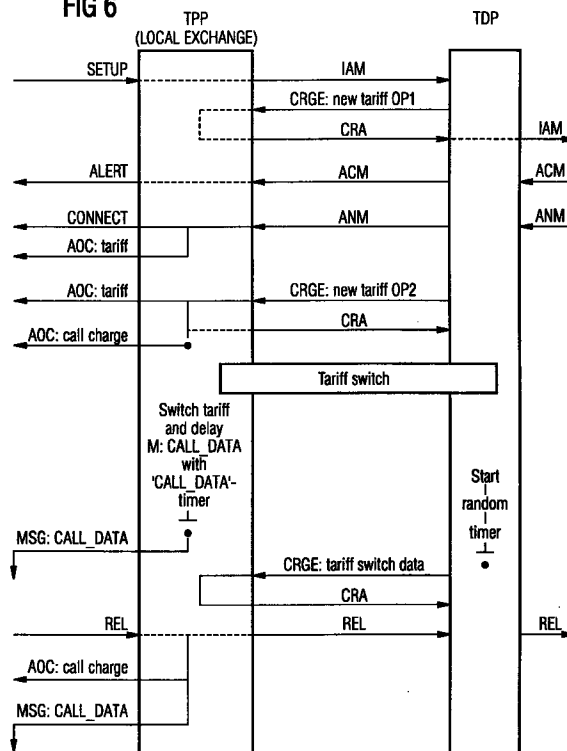 FIG 6
TPP
(LOCAL EXCHANGE)
TDP
SETUP
IAM
CRGE: new tariff OP1
CRA
IAM
ALERT
ACM
ACM
CONNECT
ANM
ANM
AOC: tariff
AOC: tariff
CRGE: new tariff OP2
CRA
AOC: call charge
Tariff switch
Switch tariff
and delay
M: CALL_DATA
with
'CALL_DATA'-
timer
Start
random
timer
MSG: CALL_DATA
CRGE: tariff switch data
CRA
REL
REL
REL
AOC: call charge
MSG: CALL_DATA